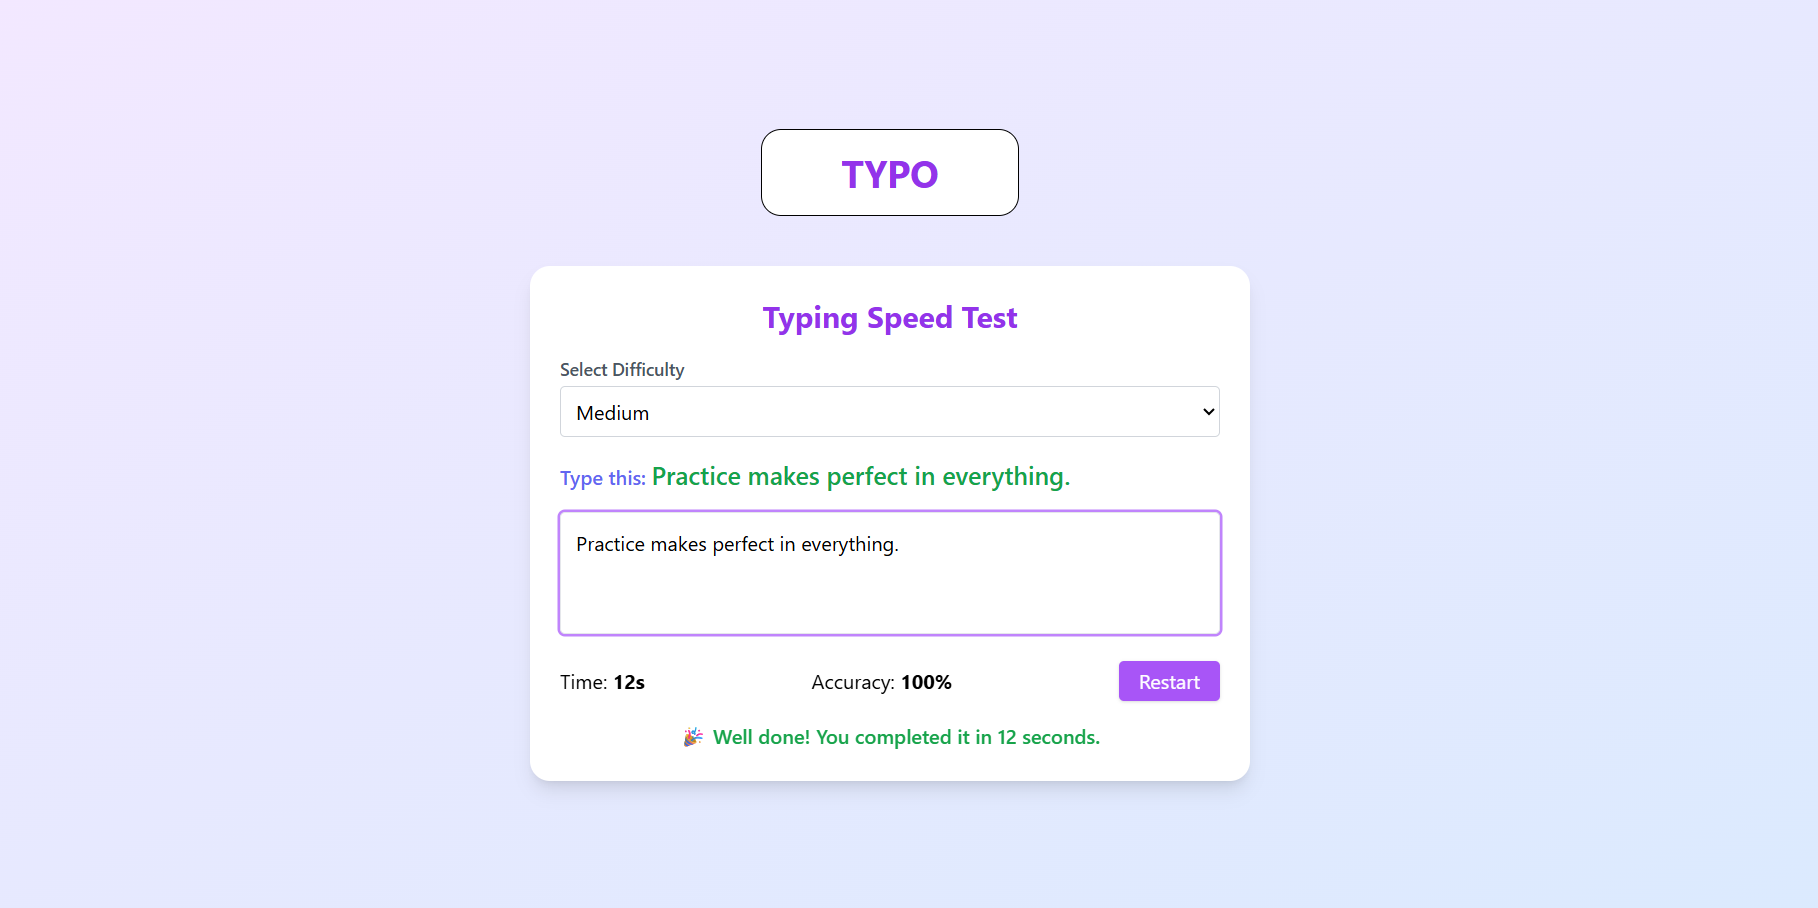 TYPO
Typing Speed Test
Select Difficulty
Medium
Type this: Practice makes perfect in everything.
Practice makes perfect in everything.
Time: 12s Accuracy: 100% Restart
🎉 Well done! You completed it in 12 seconds.